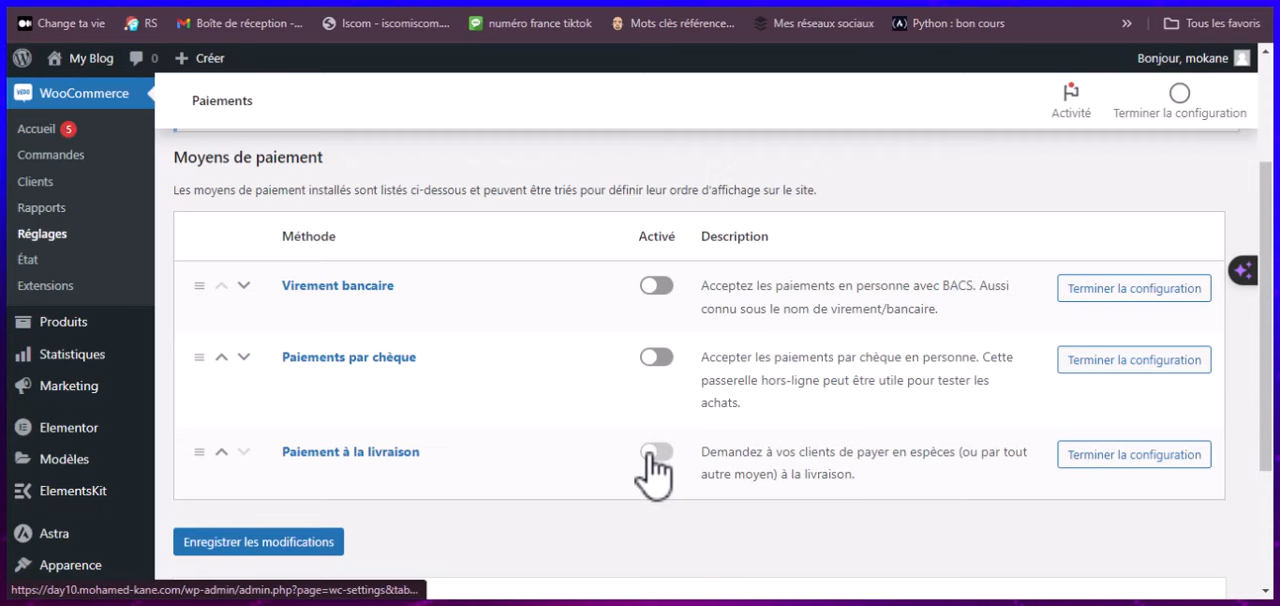 Change ta vie RS Boîte de réception -... Iscom – iscomiscom.... numéro france tiktok Mots clés référence... Mes réseaux sociaux Python : bon cours » Tous les favoris
My Blog 0 + Créer Bonjour, mokane
WooCommerce
Paiements
Activité
Terminer la configuration
Accueil 5
Commandes
Clients
Rapports
Réglages
État
Extensions
Produits
Statistiques
Marketing
Elementor
Modèles
ElementsKit
Astra
Apparence
Moyens de paiement
Les moyens de paiement installés sont listés ci-dessous et peuvent être triés pour définir leur ordre d'affichage sur le site.
Méthode Activé Description
Virement bancaire
Acceptez les paiements en personne avec BACS. Aussi
connu sous le nom de virement/bancaire.
Terminer la configuration
Paiements par chèque
Accepter les paiements par chèque en personne. Cette
passerelle hors-ligne peut être utile pour tester les
achats.
Terminer la configuration
Paiement à la livraison
Demandez à vos clients de payer en espèces (ou par tout
autre moyen) à la livraison.
Terminer la configuration
Enregistrer les modifications
https://day10.mohamed-kane.com/wp-admin/admin.php?page=wc-settings&tab...